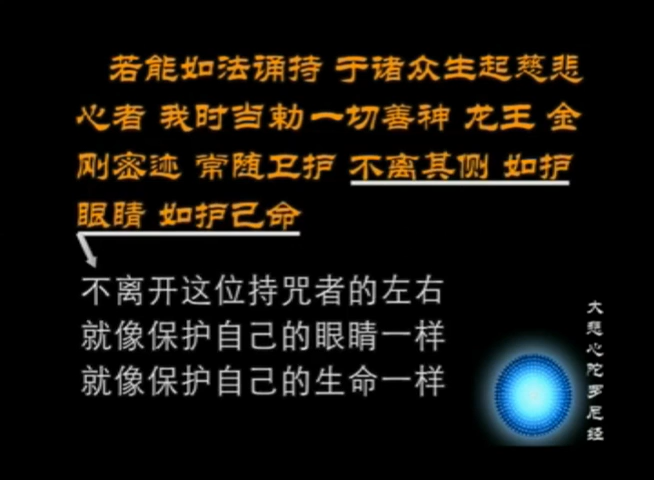 若能如法诵持 于诸众生起慈悲
心者 我时当勅一切善神 龙王 金
刚密迹 常随卫护 不离其侧 如护
眼睛 如护己命
不离开这位持咒者的左右
就像保护自己的眼睛一样
就像保护自己的生命一样
大悲心陀罗尼经